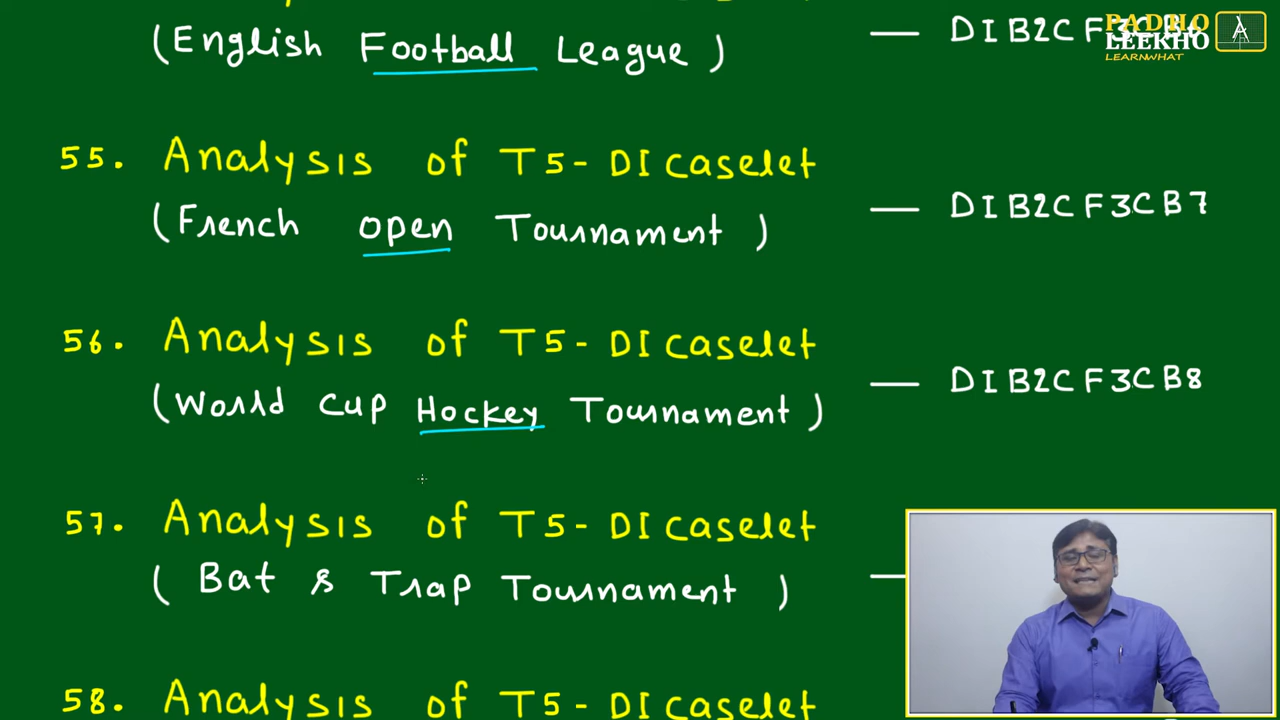 (English Football League)
— DIB2CF3CB
PADHO
LEEKHO
LEARNWHAT
55. Analysis of T5-DI caselet
(French open Tournament) — DIB2CF3CB7
56. Analysis of T5-DI caselet
(World Cup Hockey Tournament) — DIB2CF3CB8
57. Analysis of T5-DI caselet
(Bat & Trap Tournament) —
58. Analysis of T5-DI caselet